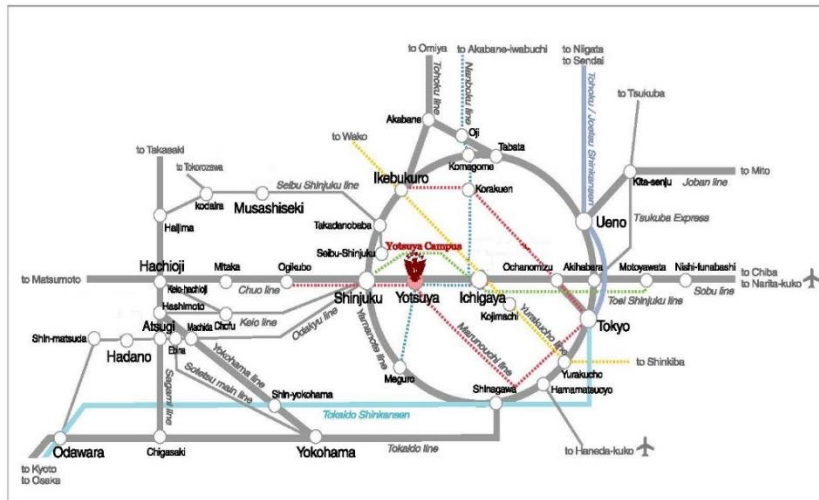 to Omiya
to Akabane-iwabuchi
to Niigata
to Sendai
Tohoku line
Nanboku line
Tohoku / Joetsu Shinkansen
to Tsukuba
Akabane
Oji
to Wako
Tabata
Komagome
to Takasaki
to Tokorozawa
Seibu Shinjuku line
Ikebukuro
Korakuen
Kita-senju
to Mito
Joban line
kodaira
Musashiseki
Haijima
Takadanobaba
Ueno
Tsukuba Express
Seibu-Shinjuku
Yotsuya Campus
Hachioji
Mitaka
Ogikubo
Ochanomizu
Akihabara
Motoyawata
Nishi-funabashi
to Matsumoto
to Chiba
to Narita-kuko
Keio-hachioji
Chuo line
Shinjuku
Yotsuya
Ichigaya
Toei Shinjuku line
Sobu line
Hashimoto
Kojimachi
Keio line
Chofu
Tokyo
Atsugi
Machida
Odakyu line
Yamanote line
Marunouchi line
Yurakucho line
Shin-matsuda
Hadano
Ebina
Yokohama line
Yurakucho
to Shinkiba
Meguro
Sotetsu main line
Sagami line
Shinagawa
Hamamatsucyo
Shin-yokohama
Tokaido Shinkansen
Odawara
Chigasaki
Yokohama
Tokaido line
to Haneda-kuko
to Kyoto
to Osaka